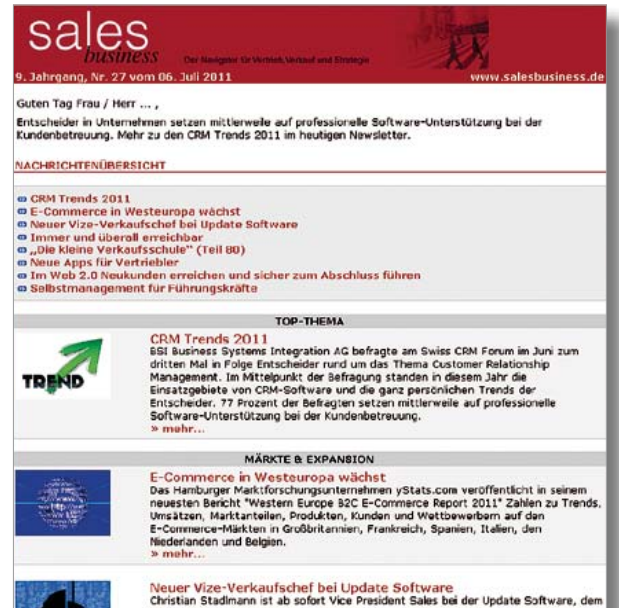 sales
business
Der Navigator für Vertrieb, Verkauf und Strategie
9. Jahrgang, Nr. 27 vom 06. Juli 2011
www.salesbusiness.de
Guten Tag Frau / Herr ... ,
Entscheider in Unternehmen setzen mittlerweile auf professionelle Software-Unterstützung bei der
Kundenbetreuung. Mehr zu den CRM Trends 2011 im heutigen Newsletter.
NACHRICHTENÜBERSICHT
CRM Trends 2011
E-Commerce in Westeuropa wächst
Neuer Vize-Verkaufschef bei Update Software
Immer und überall erreichbar
„Die kleine Verkaufsschule" (Teil 80)
Neue Apps für Vertriebler
Im Web 2.0 Neukunden erreichen und sicher zum Abschluss führen
Selbstmanagement für Führungskräfte
TOP-THEMA
TREND
CRM Trends 2011
BSI Business Systems Integration AG befragte am Swiss CRM Forum im Juni zum
dritten Mal in Folge Entscheider rund um das Thema Customer Relationship
Management. Im Mittelpunkt der Befragung standen in diesem Jahr die
Einsatzgebiete von CRM-Software und die ganz persönlichen Trends der
Entscheider. 77 Prozent der Befragten setzen mittlerweile auf professionelle
Software-Unterstützung bei der Kundenbetreuung.
» mehr...
MÄRKTE & EXPANSION
E-Commerce in Westeuropa wächst
Das Hamburger Marktforschungsunternehmen yStats.com veröffentlicht in seinem
neuesten Bericht "Western Europe B2C E-Commerce Report 2011" Zahlen zu Trends,
Umsätzen, Marktanteilen, Produkten, Kunden und Wettbewerbern auf den
E-Commerce-Märkten in Großbritannien, Frankreich, Spanien, Italien, den
Niederlanden und Belgien.
» mehr...
Neuer Vize-Verkaufschef bei Update Software
Christian Stadlmann ist ab sofort Vice President Sales bei der Update Software, dem